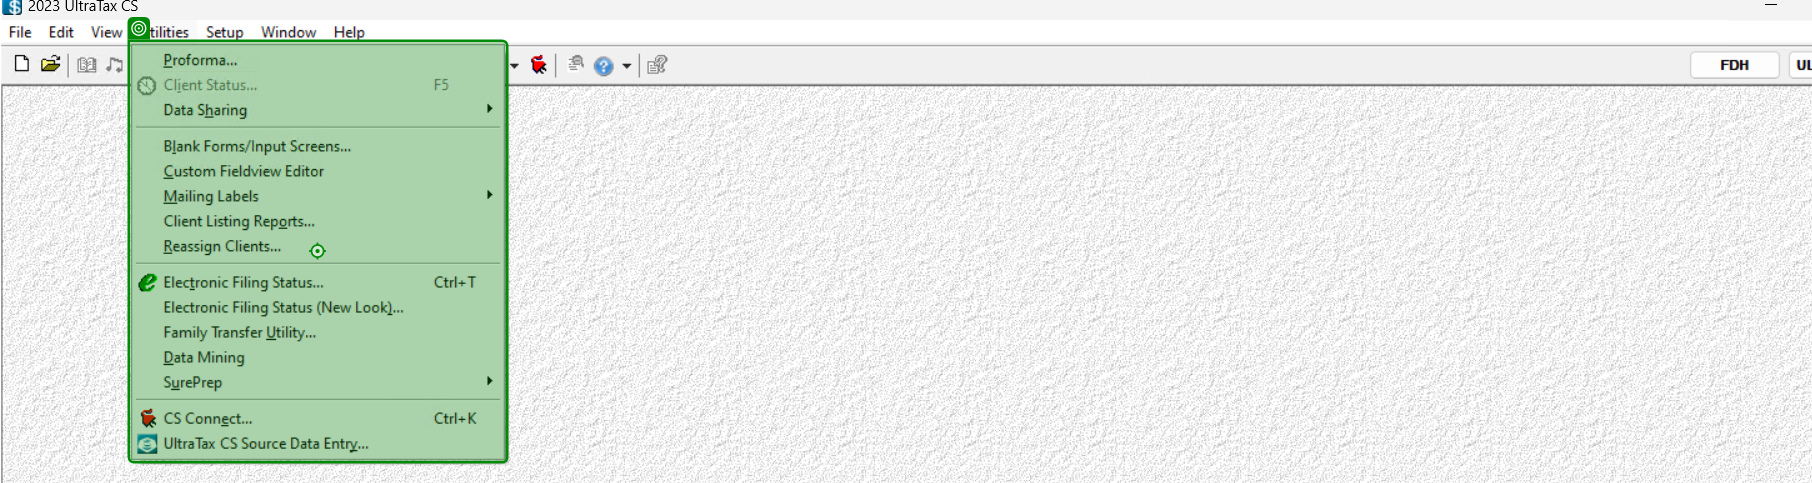 2023 UltraTax CS
File Edit View tilities Setup Window Help
FDH UL
Proforma...
Client Status... F5
Data Sharing
Blank Forms/Input Screens...
Custom Fieldview Editor
Mailing Labels
Client Listing Reports...
Reassign Clients...
Electronic Filing Status... Ctrl+T
Electronic Filing Status (New Look)...
Family Transfer Utility...
Data Mining
SurePrep
CS Connect... Ctrl+K
UltraTax CS Source Data Entry...